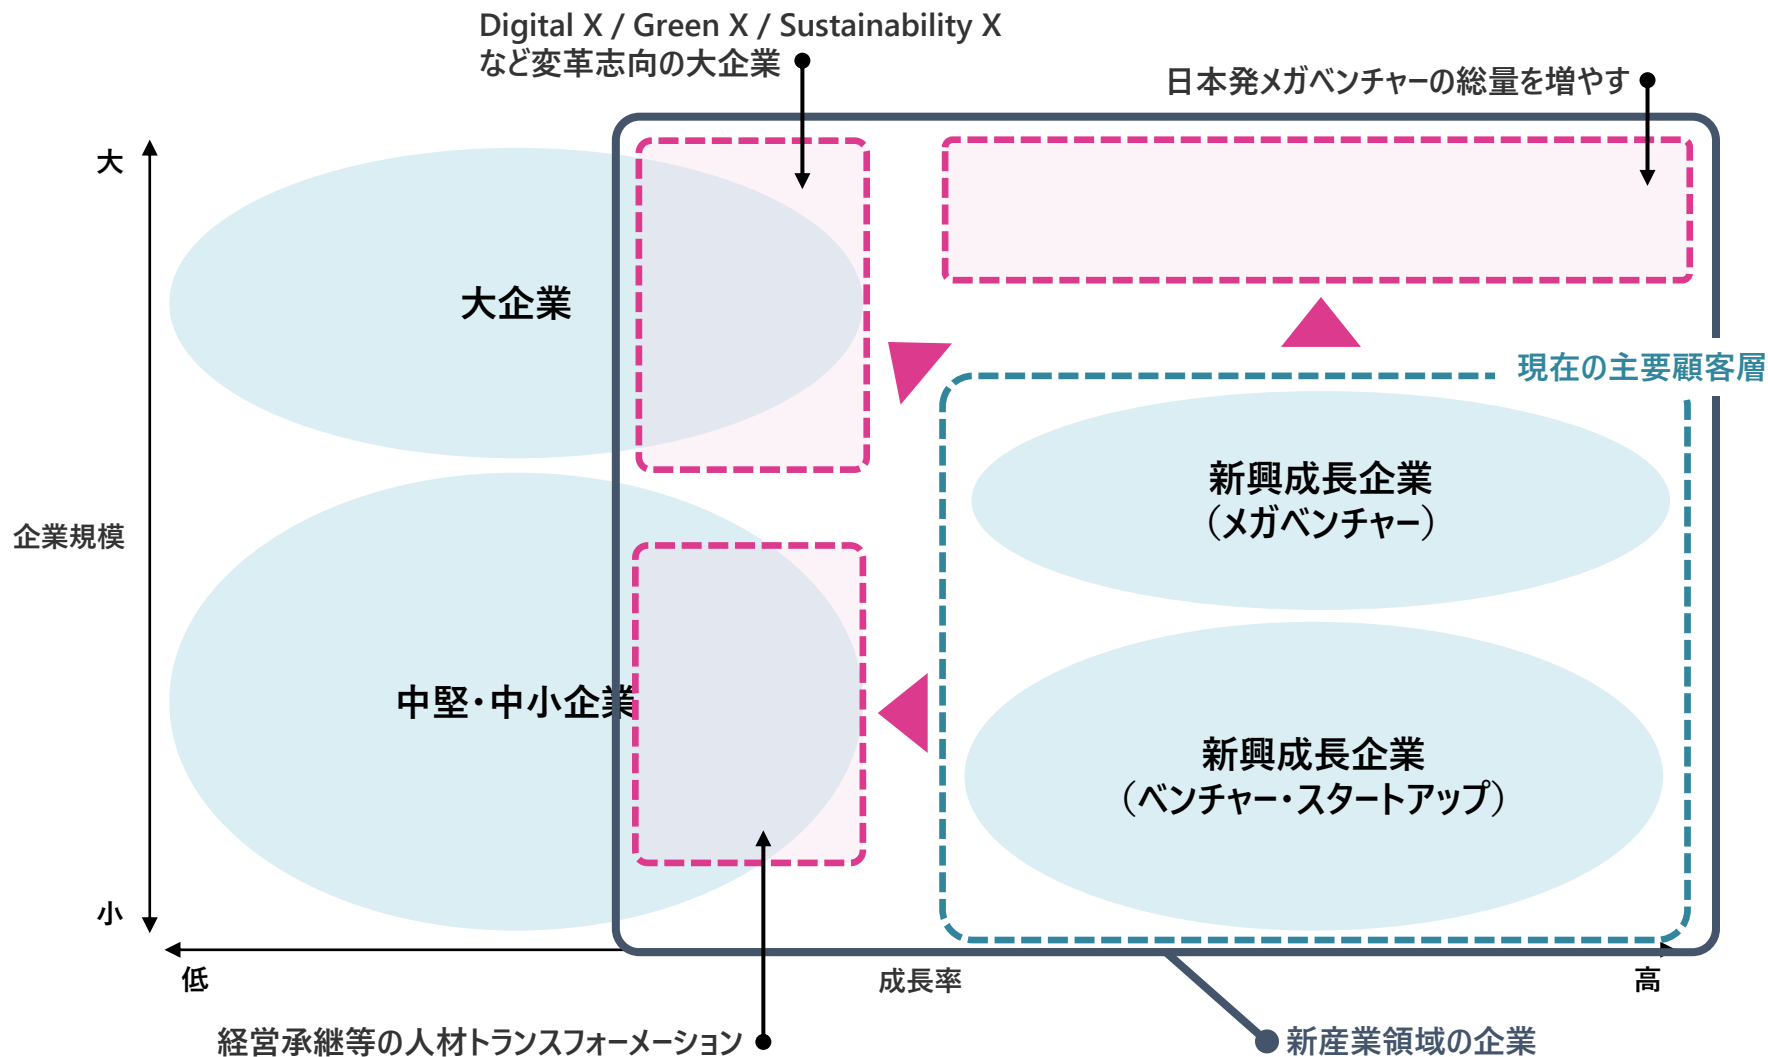 Digital X / Green X / Sustainability X
など変革志向の大企業
日本発メガベンチャーの総量を増やす
大
大企業
現在の主要顧客層
新興成長企業
（メガベンチャー）
企業規模
中堅・中小企業
新興成長企業
（ベンチャー・スタートアップ）
小
低
成長率
高
経営承継等の人材トランスフォーメーション
新産業領域の企業